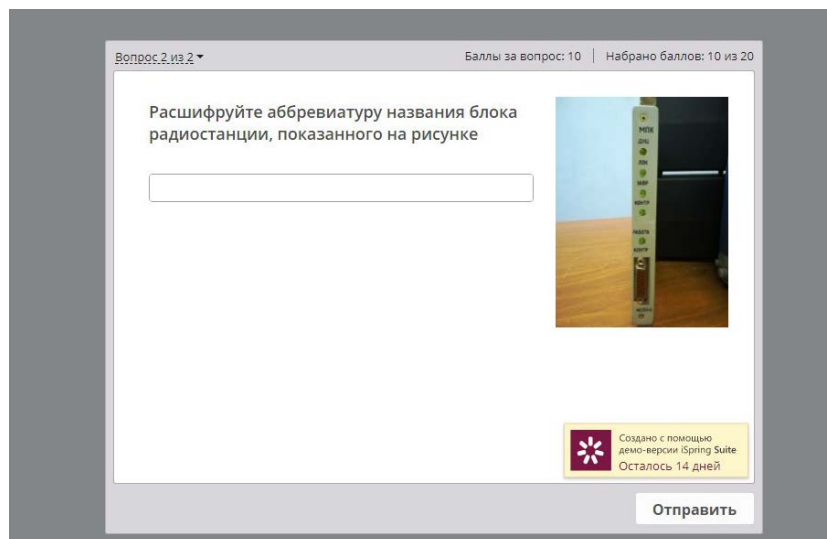 Вопрос 2 из 2
Баллы за вопрос: 10 | Набрано баллов: 10 из 20
Расшифруйте аббревиатуру названия блока
радиостанции, показанного на рисунке
МПК
ДНЦ
ЛОК
КОНТР
РАБОТА
КОНТР
Создано с помощью
демо-версии iSpring Suite
Осталось 14 дней
Отправить